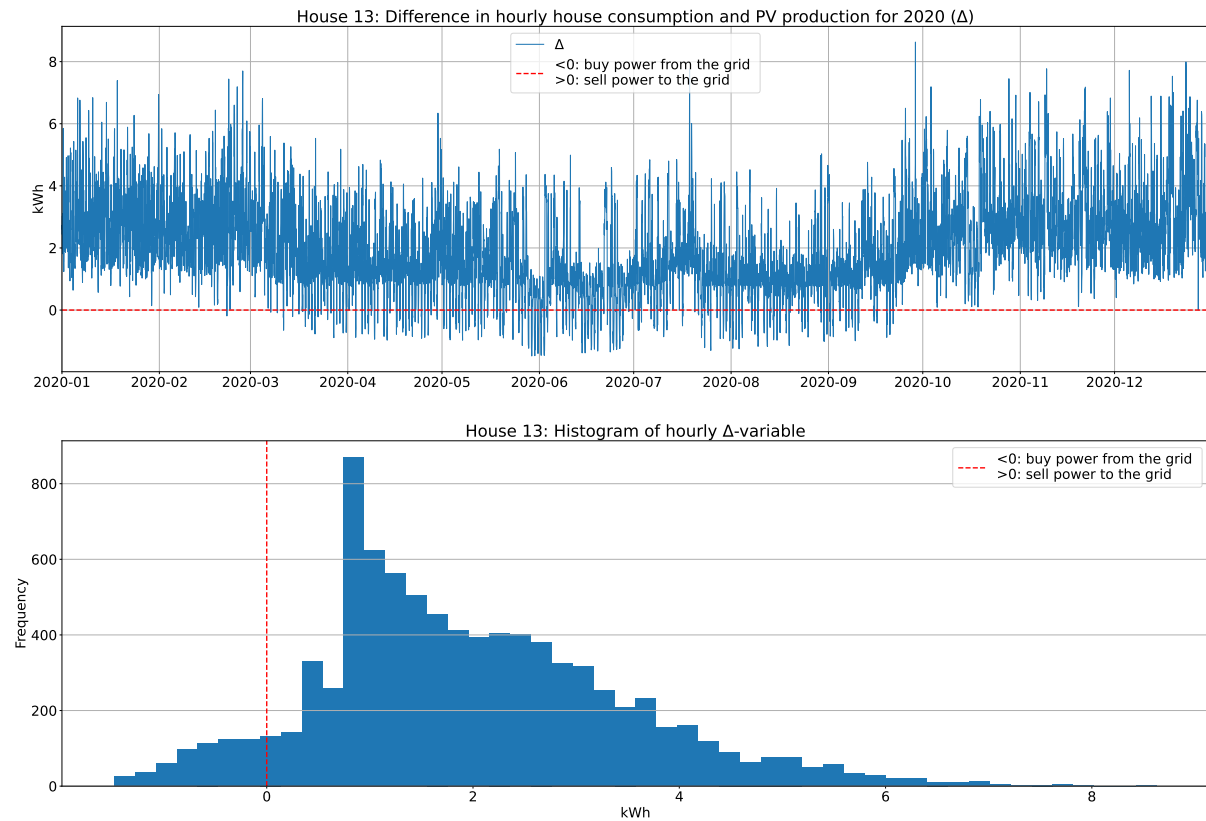 House 13: Difference in hourly house consumption and PV production for 2020 (Δ)
kWh
8
6
4
2
0
Δ
<0: buy power from the grid
>0: sell power to the grid
2020-01 2020-02 2020-03 2020-04 2020-05 2020-06 2020-07 2020-08 2020-09 2020-10 2020-11 2020-12
House 13: Histogram of hourly Δ-variable
Frequency
800
600
400
200
0
<0: buy power from the grid
>0: sell power to the grid
0 2 4 6 8
kWh